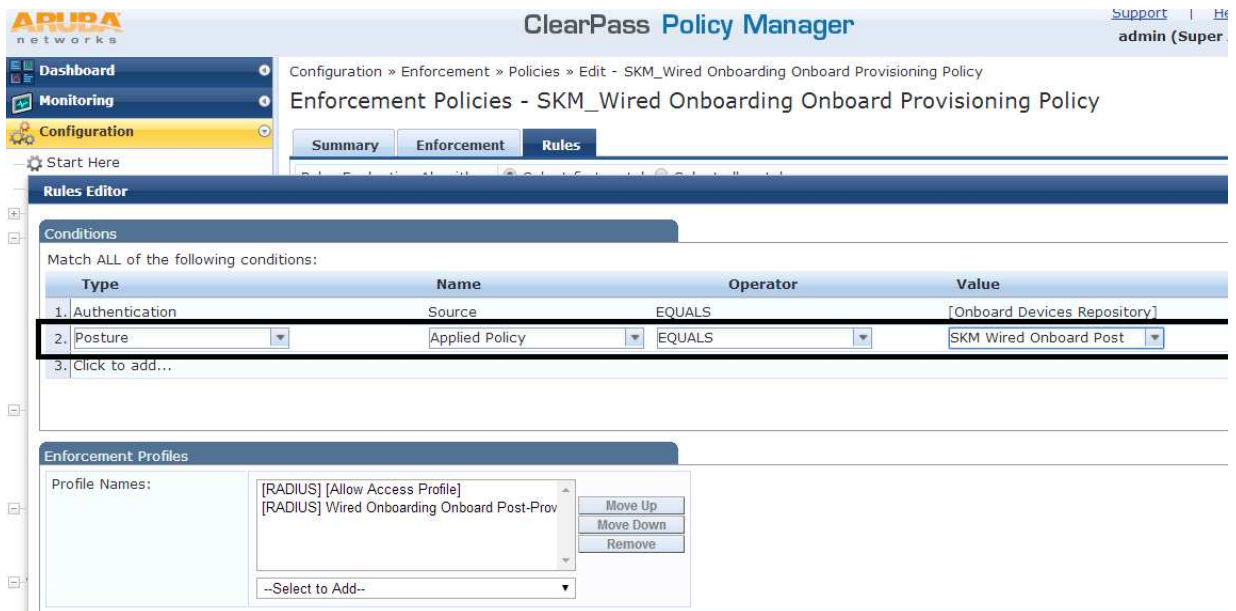 ARUBA
networks
ClearPass Policy Manager
Support | He
admin (Super
Dashboard
Monitoring
Configuration
Start Here
Configuration » Enforcement » Policies » Edit - SKM_Wired Onboarding Onboard Provisioning Policy
Enforcement Policies - SKM_Wired Onboarding Onboard Provisioning Policy
Summary Enforcement Rules
Rules Editor
Conditions
Match ALL of the following conditions:
Type Name Operator Value
1. Authentication Source EQUALS [Onboard Devices Repository]
2. Posture Applied Policy EQUALS SKM Wired Onboard Post
3. Click to add...
Enforcement Profiles
Profile Names:
[RADIUS] [Allow Access Profile]
[RADIUS] Wired Onboarding Onboard Post-Prov
Move Up
Move Down
Remove
--Select to Add--